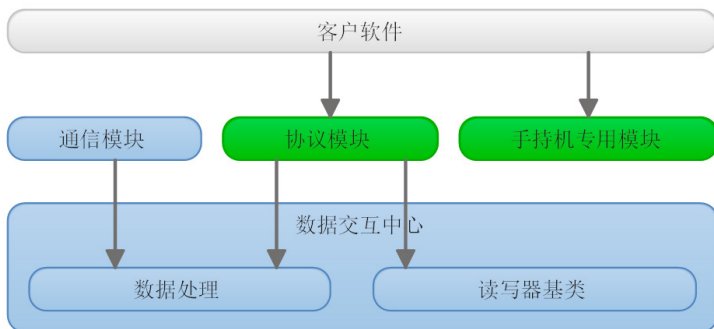 客户软件
通信模块
协议模块
手持机专用模块
数据交互中心
数据处理
读写器基类